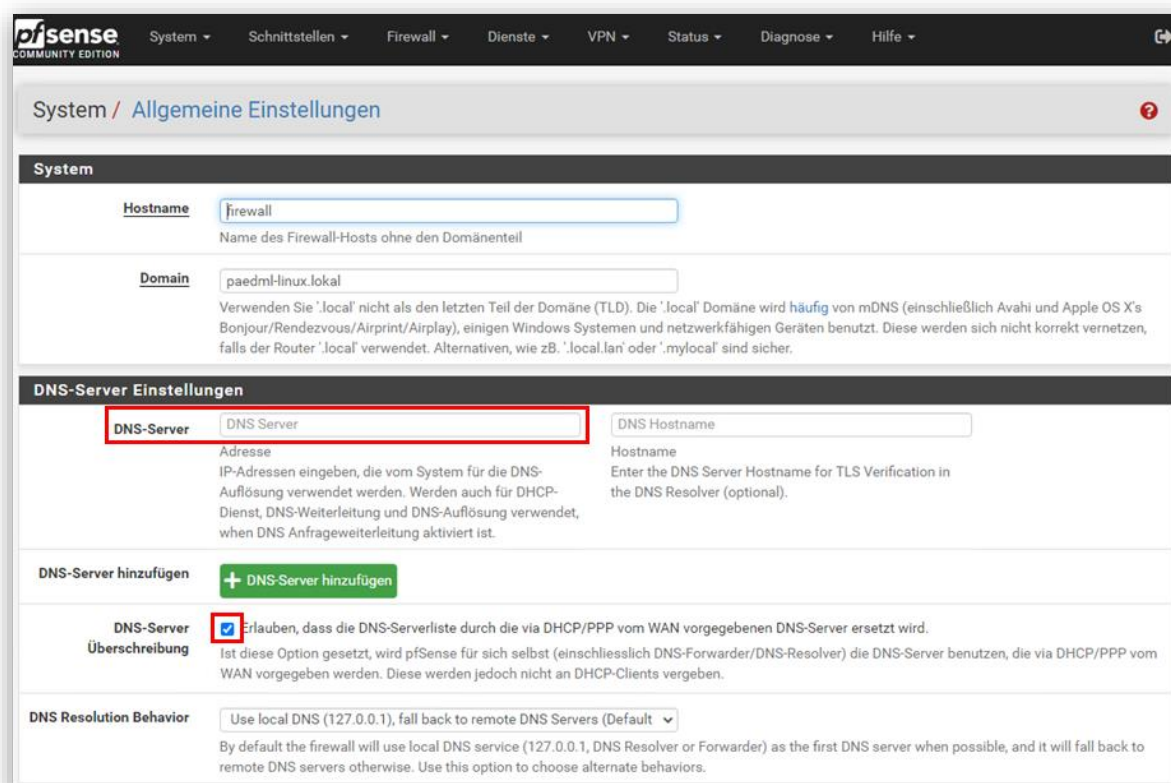 pfsense
COMMUNITY EDITION
System
Schnittstellen
Firewall
Dienste
VPN
Status
Diagnose
Hilfe
System / Allgemeine Einstellungen
System
Hostname
firewall
Name des Firewall-Hosts ohne den Domänenteil
Domain
paedml-linux.lokal
Verwenden Sie '.local' nicht als den letzten Teil der Domäne (TLD). Die '.local' Domäne wird häufig von mDNS (einschließlich Avahi und Apple OS X's
Bonjour/Rendezvous/Airprint/Airplay), einigen Windows Systemen und netzwerkfähigen Geräten benutzt. Diese werden sich nicht korrekt vernetzen,
falls der Router '.local' verwendet. Alternativen, wie zB. '.local.lan' oder '.mylocal' sind sicher.
DNS-Server Einstellungen
DNS-Server
DNS Server
Adresse
IP-Adressen eingeben, die vom System für die DNS-
Auflösung verwendet werden. Werden auch für DHCP-
Dienst, DNS-Weiterleitung und DNS-Auflösung verwendet,
when DNS Anfrageweiterleitung aktiviert ist.
DNS Hostname
Hostname
Enter the DNS Server Hostname for TLS Verification in
the DNS Resolver (optional).
DNS-Server hinzufügen
+ DNS-Server hinzufügen
DNS-Server
Überschreibung
Erlauben, dass die DNS-Serverliste durch die via DHCP/PPP vom WAN vorgegebenen DNS-Server ersetzt wird.
Ist diese Option gesetzt, wird pfSense für sich selbst (einschliesslich DNS-Forwarder/DNS-Resolver) die DNS-Server benutzen, die via DHCP/PPP vom
WAN vorgegeben werden. Diese werden jedoch nicht an DHCP-Clients vergeben.
DNS Resolution Behavior
Use local DNS (127.0.0.1), fall back to remote DNS Servers (Default
By default the firewall will use local DNS service (127.0.0.1, DNS Resolver or Forwarder) as the first DNS server when possible, and it will fall back to
remote DNS servers otherwise. Use this option to choose alternate behaviors.